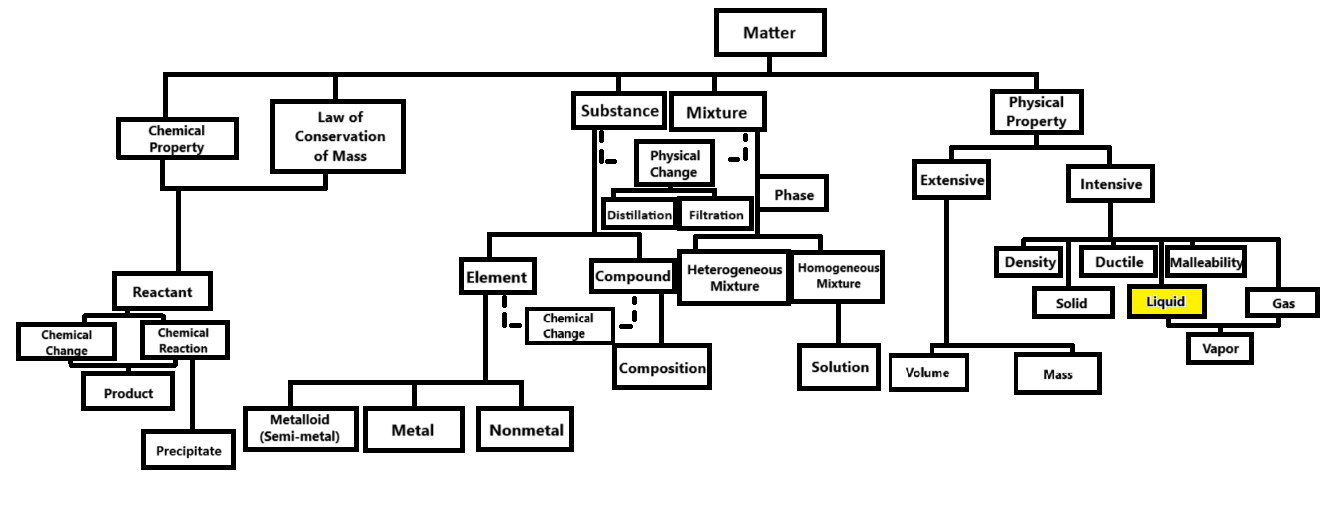 Matter
Substance
Mixture
Physical
Property
Law of
Conservation
of Mass
Chemical
Property
Physical
Change
Phase
Extensive
Intensive
Distillation
Filtration
Element
Compound
Heterogeneous
Mixture
Homogeneous
Mixture
Density
Ductile
Malleability
Reactant
Solid
Liquid
Gas
Chemical
Change
Chemical
Reaction
Chemical
Change
Vapor
Composition
Solution
Volume
Mass
Product
Metalloid
(Semi-metal)
Metal
Nonmetal
Precipitate